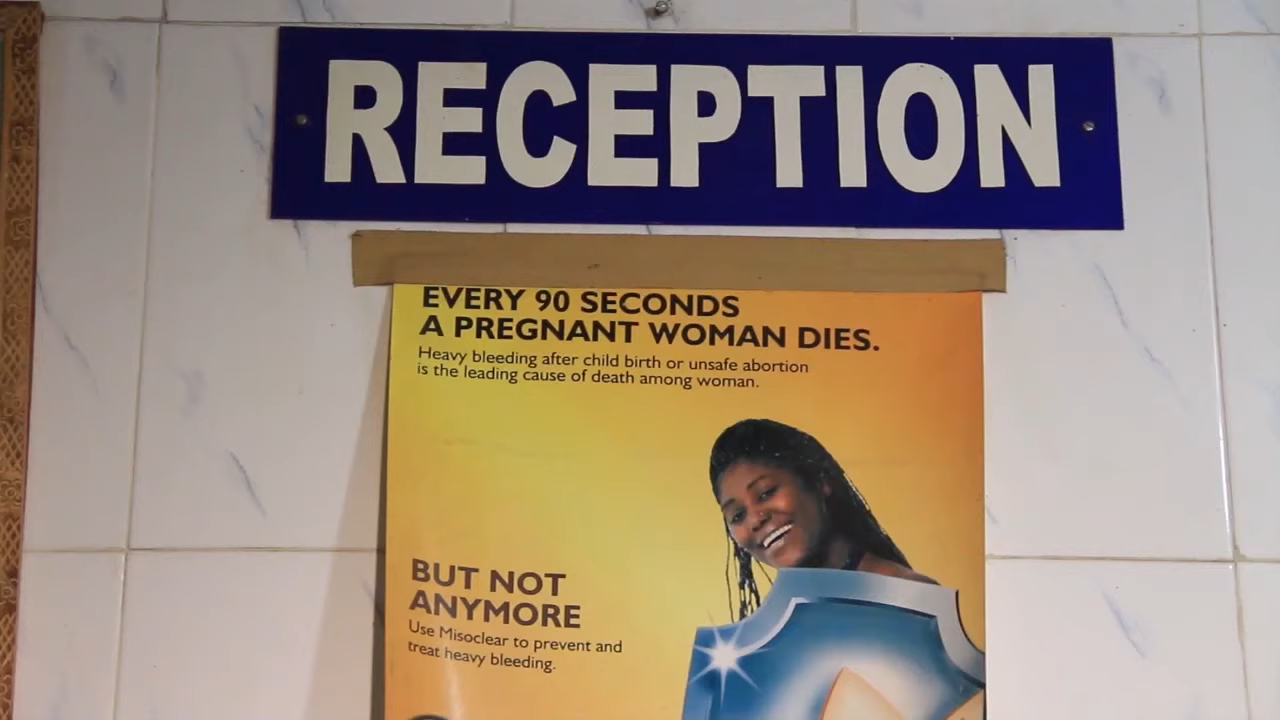 RECEPTION
EVERY 90 SECONDS
A PREGNANT WOMAN DIES.
Heavy bleeding after child birth or unsafe abortion
is the leading cause of death among woman.
BUT NOT
ANYMORE
Use Misoclear to prevent and
treat heavy bleeding.